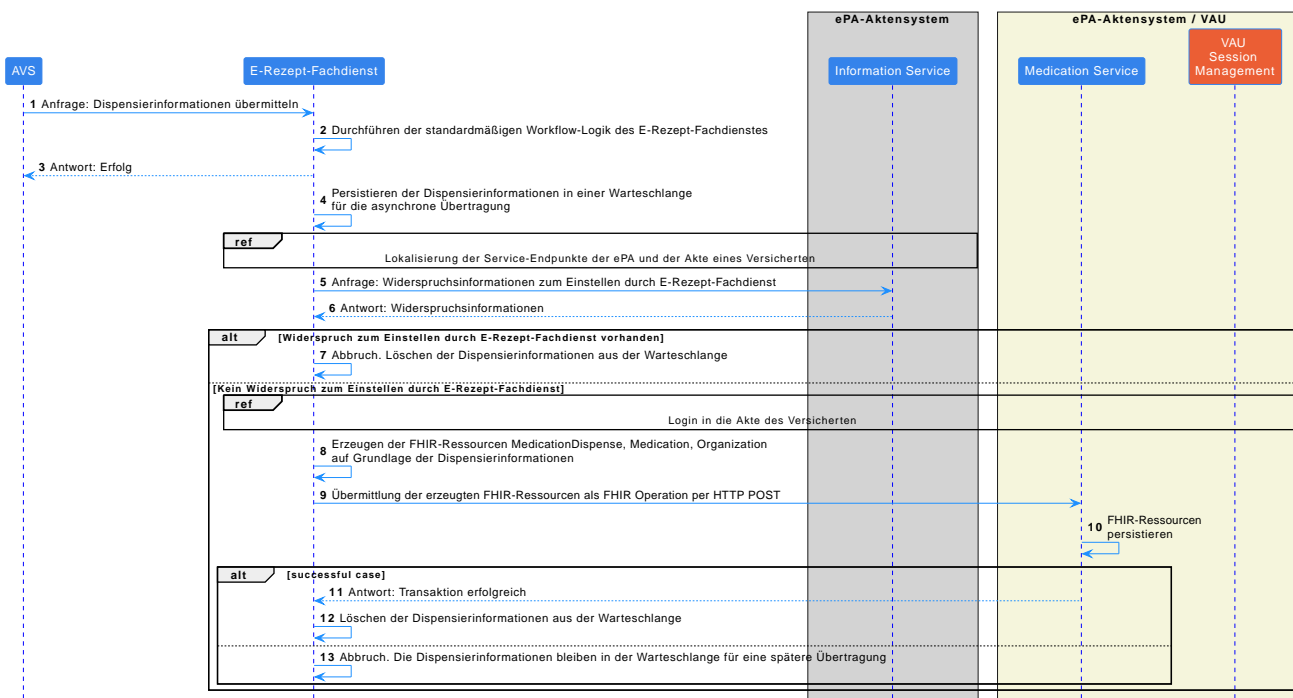 ePA-Aktensystem
ePA-Aktensystem / VAU
AVS
E-Rezept-Fachdienst
Information Service
Medication Service
VAU
Session
Management
1 Anfrage: Dispensierinformationen übermitteln
2 Durchführen der standardmäßigen Workflow-Logik des E-Rezept-Fachdienstes
3 Antwort: Erfolg
4 Persistieren der Dispensierinformationen in einer Warteschlange
für die asynchrone Übertragung
ref
Lokalisierung der Service-Endpunkte der ePA und der Akte eines Versicherten
5 Anfrage: Widerspruchsinformationen zum Einstellen durch E-Rezept-Fachdienst
6 Antwort: Widerspruchsinformationen
alt [Widerspruch zum Einstellen durch E-Rezept-Fachdienst vorhanden]
7 Abbruch. Löschen der Dispensierinformationen aus der Warteschlange
[Kein Widerspruch zum Einstellen durch E-Rezept-Fachdienst]
ref
Login in die Akte des Versicherten
8 Erzeugen der FHIR-Ressourcen MedicationDispense, Medication, Organization
auf Grundlage der Dispensierinformationen
9 Übermittlung der erzeugten FHIR-Ressourcen als FHIR Operation per HTTP POST
10 FHIR-Ressourcen
persistieren
alt [successful case]
11 Antwort: Transaktion erfolgreich
12 Löschen der Dispensierinformationen aus der Warteschlange
13 Abbruch. Die Dispensierinformationen bleiben in der Warteschlange für eine spätere Übertragung